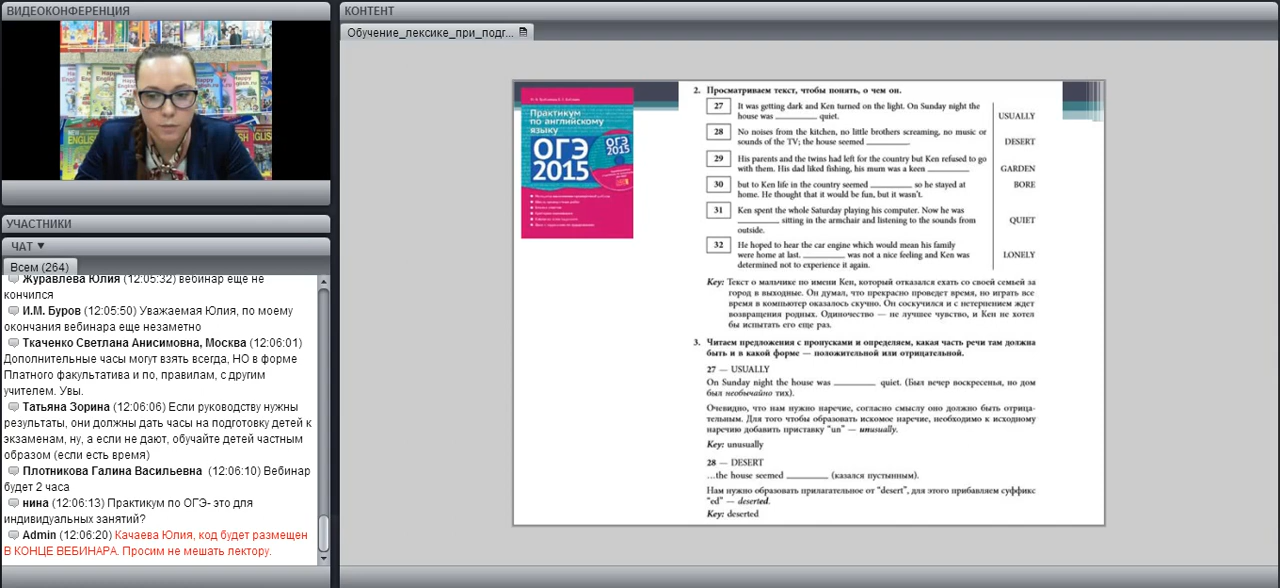 ВИДЕОКОНФЕРЕНЦИЯ
УЧАСТНИКИ
ЧАТ ▼
Всем (264)
Журавлева Юлия (12:05:32) вебинар еще не
кончился
И.М. Буров (12:05:50) Уважаемая Юлия, по моему
окончания вебинара еще незаметно
Ткаченко Светлана Анисимовна, Москва (12:06:01)
Дополнительные часы могут взять всегда, НО в форме
Платного факультатива и по, правилам, с другим
учителем. Увы.
Татьяна Зорина (12:06:06) Если руководству нужны
результаты, они должны дать часы на подготовку детей к
экзаменам, ну, а если не дают, обучайте детей частным
образом (если есть время)
Плотникова Галина Васильевна (12:06:10) Вебинар
будет 2 часа
нина (12:06:13) Практикум по ОГЭ- это для
индивидуальных занятий?
Admin (12:06:20) Качаева Юлия, код будет размещен
В КОНЦЕ ВЕБИНАРА. Просим не мешать лектору.
КОНТЕНТ
Обучение_лексике_при_подг...
Практикум
по английскому
языку
ОГЭ
2015
ОГЭ
2015
2. Просматриваем текст, чтобы понять, о чем он.
27 It was getting dark and Ken turned on the light. On Sunday night the
house was ________ quiet. USUALLY
28 No noises from the kitchen, no little brothers screaming, no music or
sounds of the TV; the house seemed ________. DESERT
29 His parents and the twins had left for the country but Ken refused to go
with them. His dad liked fishing, his mum was a keen ________ GARDEN
30 but to Ken life in the country seemed ________ so he stayed at BORE
home. He thought that it would be fun, but it wasn't.
31 Ken spent the whole Saturday playing his computer. Now he was
________ sitting in the armchair and listening to the sounds from QUIET
outside.
32 He hoped to hear the car engine which would mean his family
were home at last. ________ was not a nice feeling and Ken was LONELY
determined not to experience it again.
Key: Текст о мальчике по имени Кен, который отказался ехать со своей семьей за
город в выходные. Он думал, что прекрасно проведет время, но играть все
время в компьютер оказалось скучно. Он соскучился и с нетерпением ждет
возвращения родных. Одиночество — не лучшее чувство, и Кен не хотел
бы испытать его еще раз.
3. Читаем предложения с пропусками и определяем, какая часть речи там должна
быть и в какой форме — положительной или отрицательной.
27 — USUALLY
On Sunday night the house was ________ quiet. (Был вечер воскресенья, но дом
был необычайно тих).
Очевидно, что нам нужно наречие, согласно смыслу оно должно быть отрица-
тельным. Для того чтобы образовать искомое наречие, необходимо к исходному
наречию добавить приставку "un" — unusually.
Key: unusually
28 — DESERT
...the house seemed ________ (казался пустынным).
Нам нужно образовать прилагательное от "desert", для этого прибавляем суффикс
"ed" — deserted.
Key: deserted